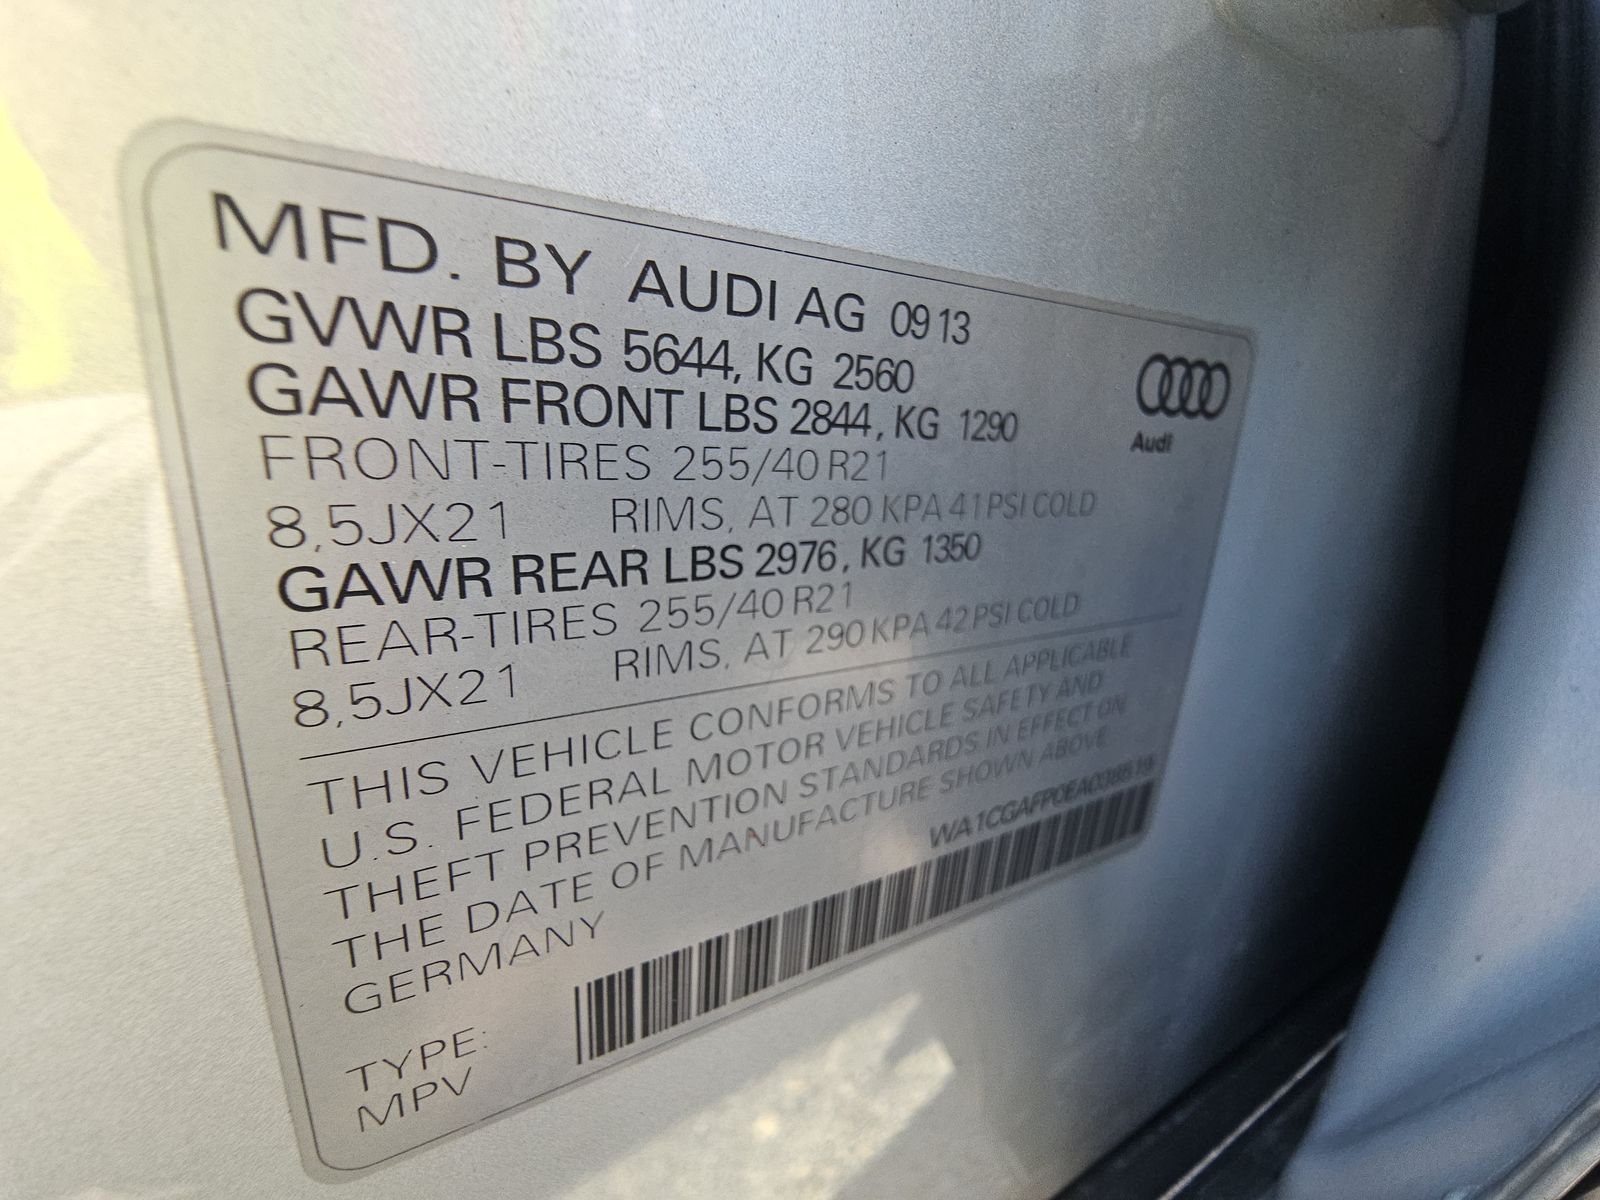 MFD. BY AUDI AG 09 13
GVWR LBS 5644, KG 2560
GAWR FRONT LBS 2844, KG 1290
FRONT-TIRES 255/40 R21
8,5JX21 RIMS, AT 280 KPA 41 PSI COLD
GAWR REAR LBS 2976, KG 1350
REAR-TIRES 255/40 R21
8,5JX21 RIMS, AT 290 KPA 42 PSI COLD
Audi
THIS VEHICLE CONFORMS TO ALL APPLICABLE
U.S. FEDERAL MOTOR VEHICLE SAFETY AND
THEFT PREVENTION STANDARDS IN EFFECT ON
THE DATE OF MANUFACTURE SHOWN ABOVE
GERMANY
TYPE:
MPV